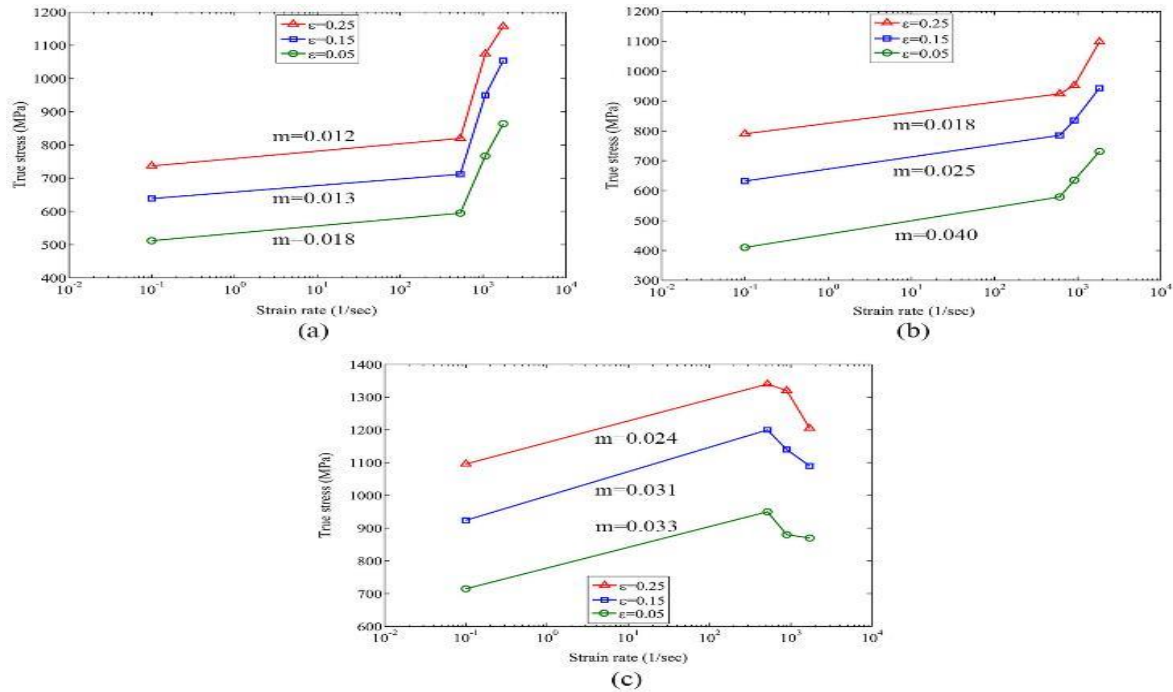 1200
1100
1000
900
800
700
600
500
400
True stress (MPa)
ε=0.25
ε=0.15
ε=0.05
m=0.012
m=0.013
m=0.018
10-2
10-1
100
101
102
103
104
Strain rate (1/sec)
(a)
1200
1100
1000
900
800
700
600
500
400
300
True stress (MPa)
ε=0.25
ε=0.15
ε=0.05
m=0.018
m=0.025
m=0.040
10-2
10-1
100
101
102
103
104
Strain rate (1/sec)
(b)
1400
1300
1200
1100
1000
900
800
700
600
True stress (MPa)
m=0.024
m=0.031
m=0.033
ε=0.25
ε=0.15
ε=0.05
10-2
10-1
100
101
102
103
104
Strain rate (1/sec)
(c)